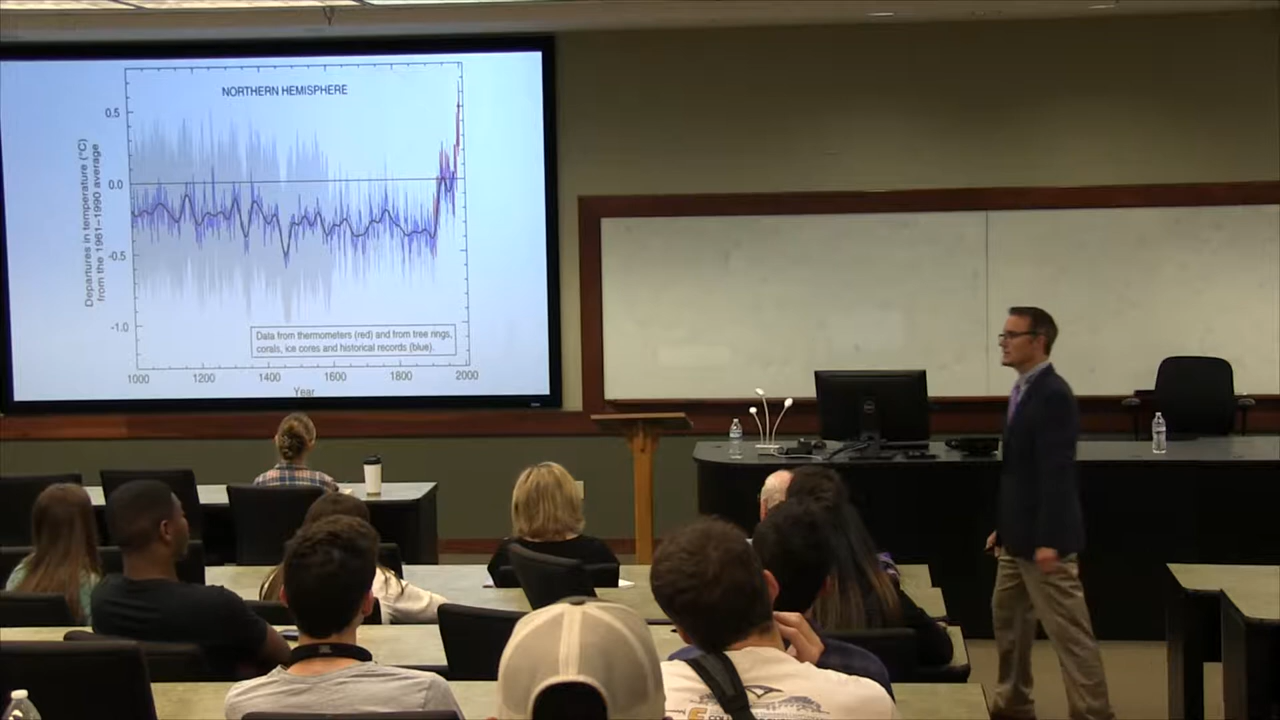 NORTHERN HEMISPHERE
Departures in temperature (°C)
from the 1961–1990 average
0.5
0.0
-0.5
-1.0
Data from thermometers (red) and from tree rings,
corals, ice cores and historical records (blue).
1000 1200 1400 1600 1800 2000
Year